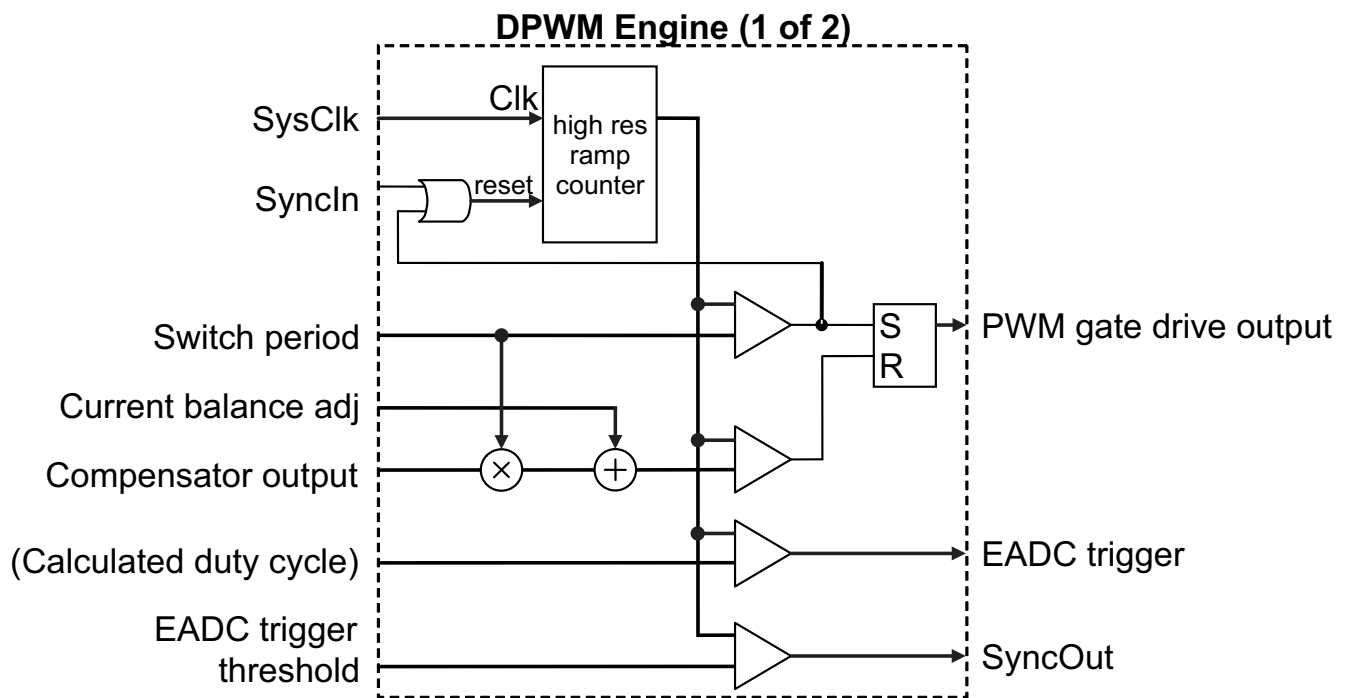 DPWM Engine (1 of 2)
SysClk
Clk
high res
ramp
counter
SyncIn
reset
Switch period
S
R
PWM gate drive output
Current balance adj
Compensator output
(Calculated duty cycle)
EADC trigger
EADC trigger
threshold
SyncOut